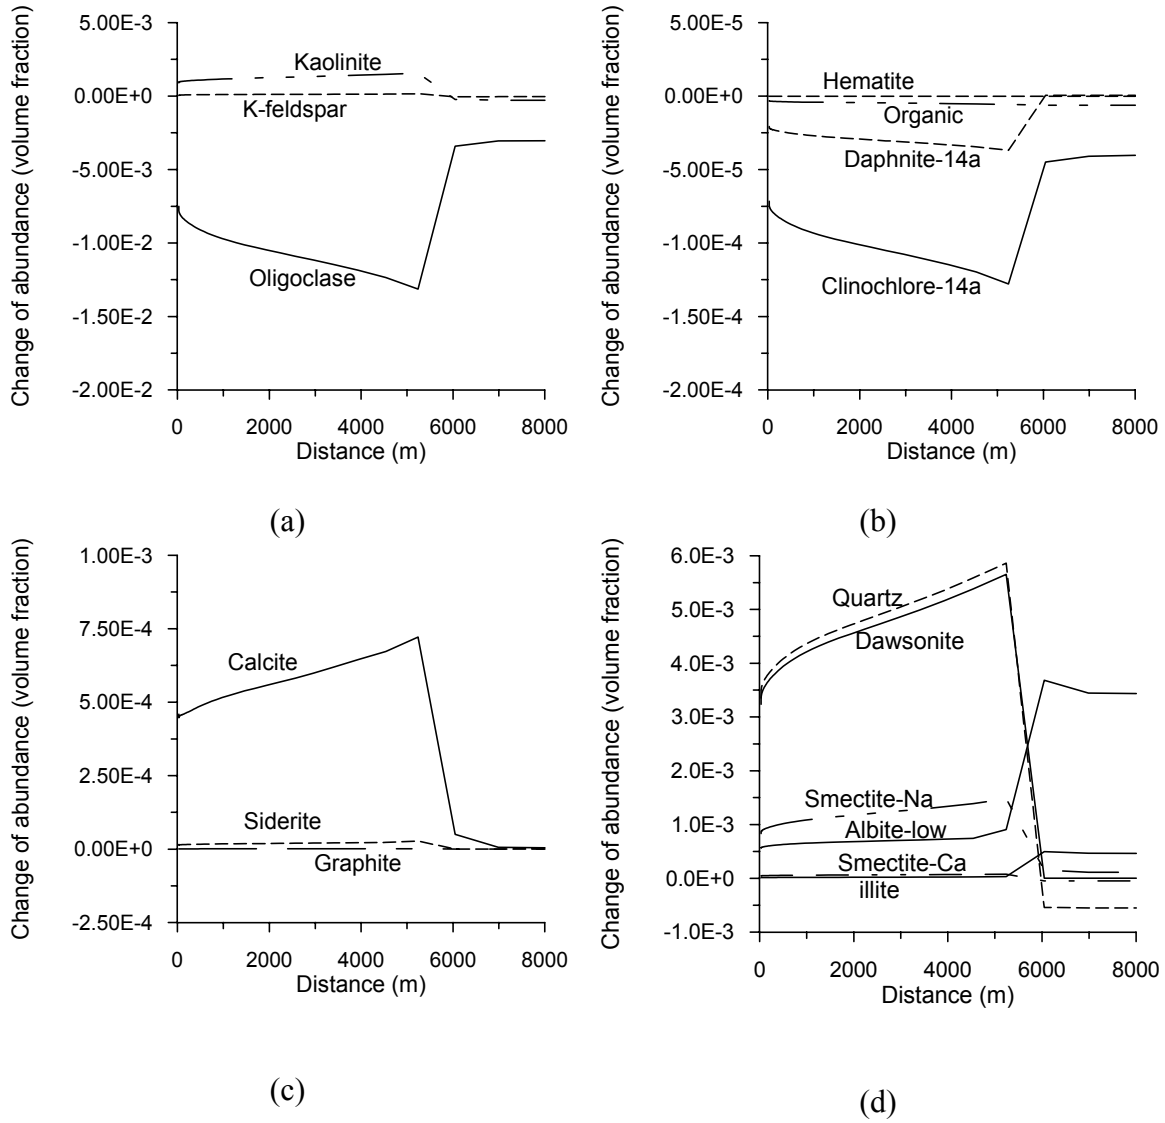 Change of abundance (volume fraction)
5.00E-3
0.00E+0
-5.00E-3
-1.00E-2
-1.50E-2
-2.00E-2
Kaolinite
K-feldspar
Oligoclase
0 2000 4000 6000 8000
Distance (m)
(a)
Change of abundance (volume fraction)
5.00E-5
0.00E+0
-5.00E-5
-1.00E-4
-1.50E-4
-2.00E-4
Hematite
Organic
Daphnite-14a
Clinochlore-14a
0 2000 4000 6000 8000
Distance (m)
(b)
Change of abundance (volume fraction)
1.00E-3
7.50E-4
5.00E-4
2.50E-4
0.00E+0
-2.50E-4
Calcite
Siderite
Graphite
0 2000 4000 6000 8000
Distance (m)
(c)
Change of abundance (volume fraction)
6.0E-3
5.0E-3
4.0E-3
3.0E-3
2.0E-3
1.0E-3
0.0E+0
-1.0E-3
Quartz
Dawsonite
Smectite-Na
Albite-low
Smectite-Ca
illite
0 2000 4000 6000 8000
Distance (m)
(d)